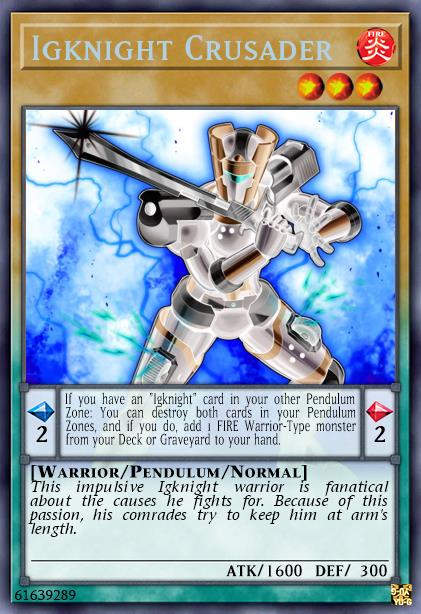 Igknight Crusader
FIRE
炎
If you have an "Igknight" card in your other Pendulum
Zone: You can destroy both cards in your Pendulum
Zones, and if you do, add 1 FIRE Warrior-Type monster
from your Deck or Graveyard to your hand.
2
2
[Warrior/Pendulum/Normal]
This impulsive Igknight warrior is fanatical
about the causes he fights for. Because of this
passion, his comrades try to keep him at arm's
length.
ATK/1600 DEF/ 300
61639289